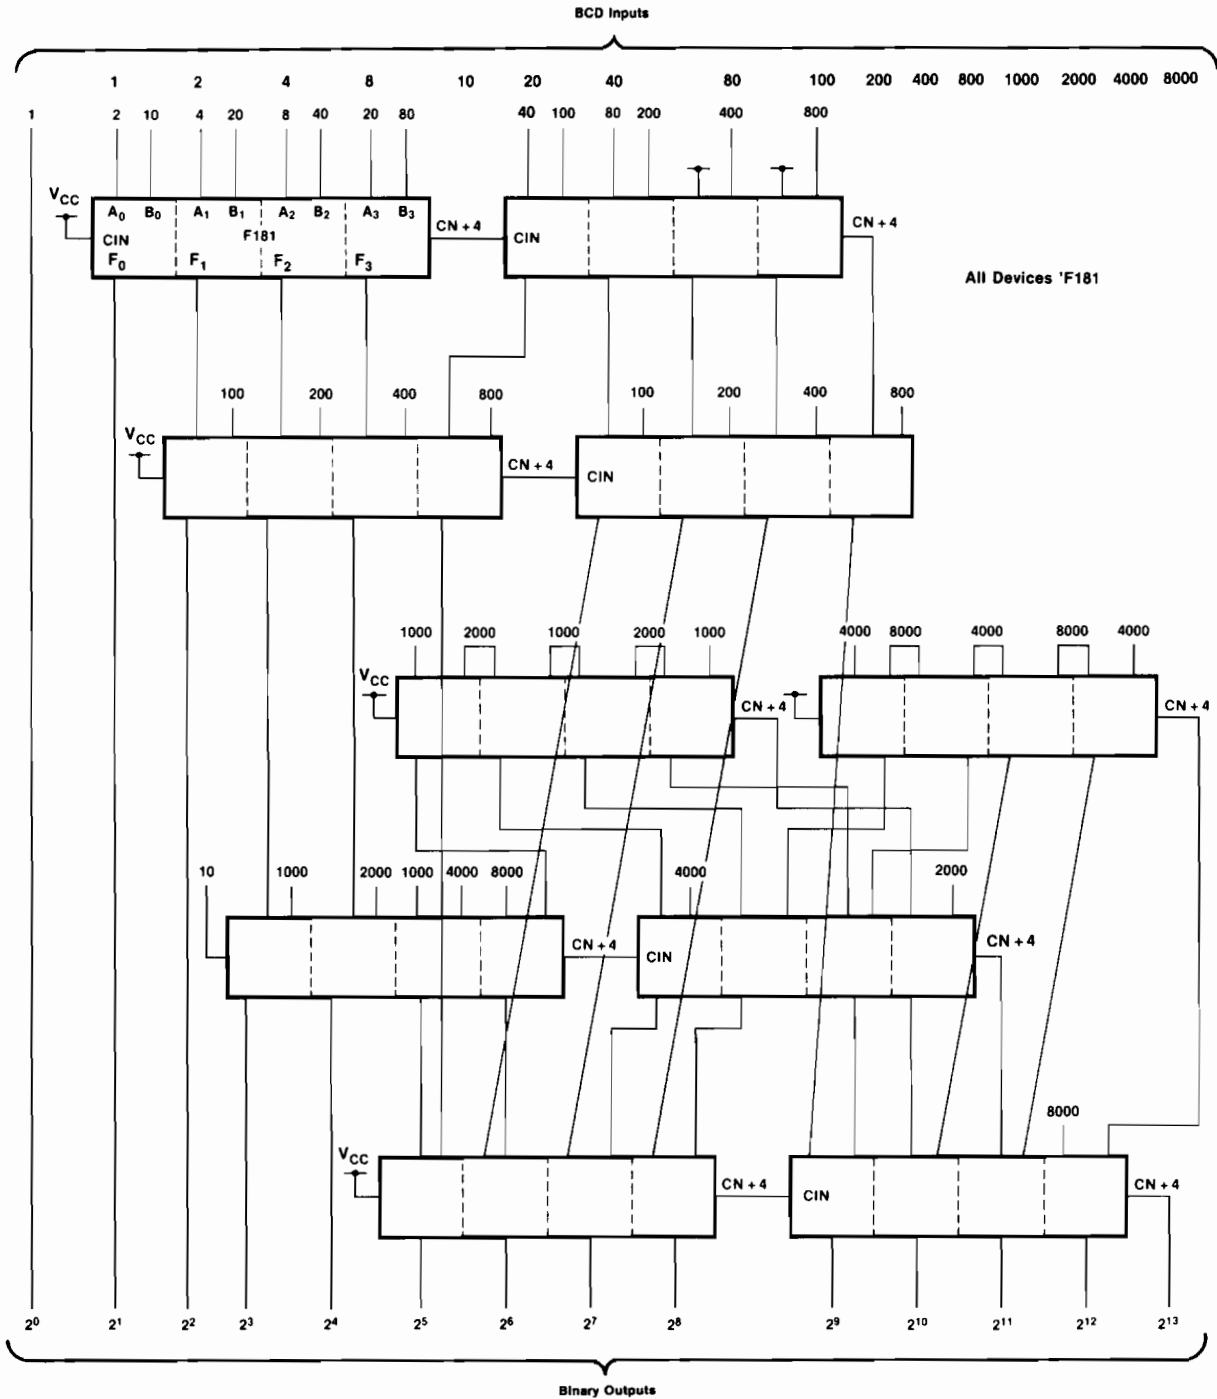 BCD Inputs
1 2 4 8 10 20 40 80 100 200 400 800 1000 2000 4000 8000
1 2 10 4 20 8 40 20 80 40 100 80 200 400 800
VCC
A0 B0 A1 B1 A2 B2 A3 B3
CIN F181
F0 F1 F2 F3
CN + 4
CIN
CN + 4
All Devices 'F181
100 200 400 800 100 200 400 800
VCC
CN + 4
CIN
1000 2000 1000 2000 1000 4000 8000 4000 8000 4000
VCC
CN + 4
CN + 4
10 1000 2000 1000 4000 8000 4000 2000
CN + 4
CIN
CN + 4
8000
VCC
CN + 4
CIN
CN + 4
2⁰ 2¹ 2² 2³ 2⁴ 2⁵ 2⁶ 2⁷ 2⁸ 2⁹ 2¹⁰ 2¹¹ 2¹² 2¹³
Binary Outputs